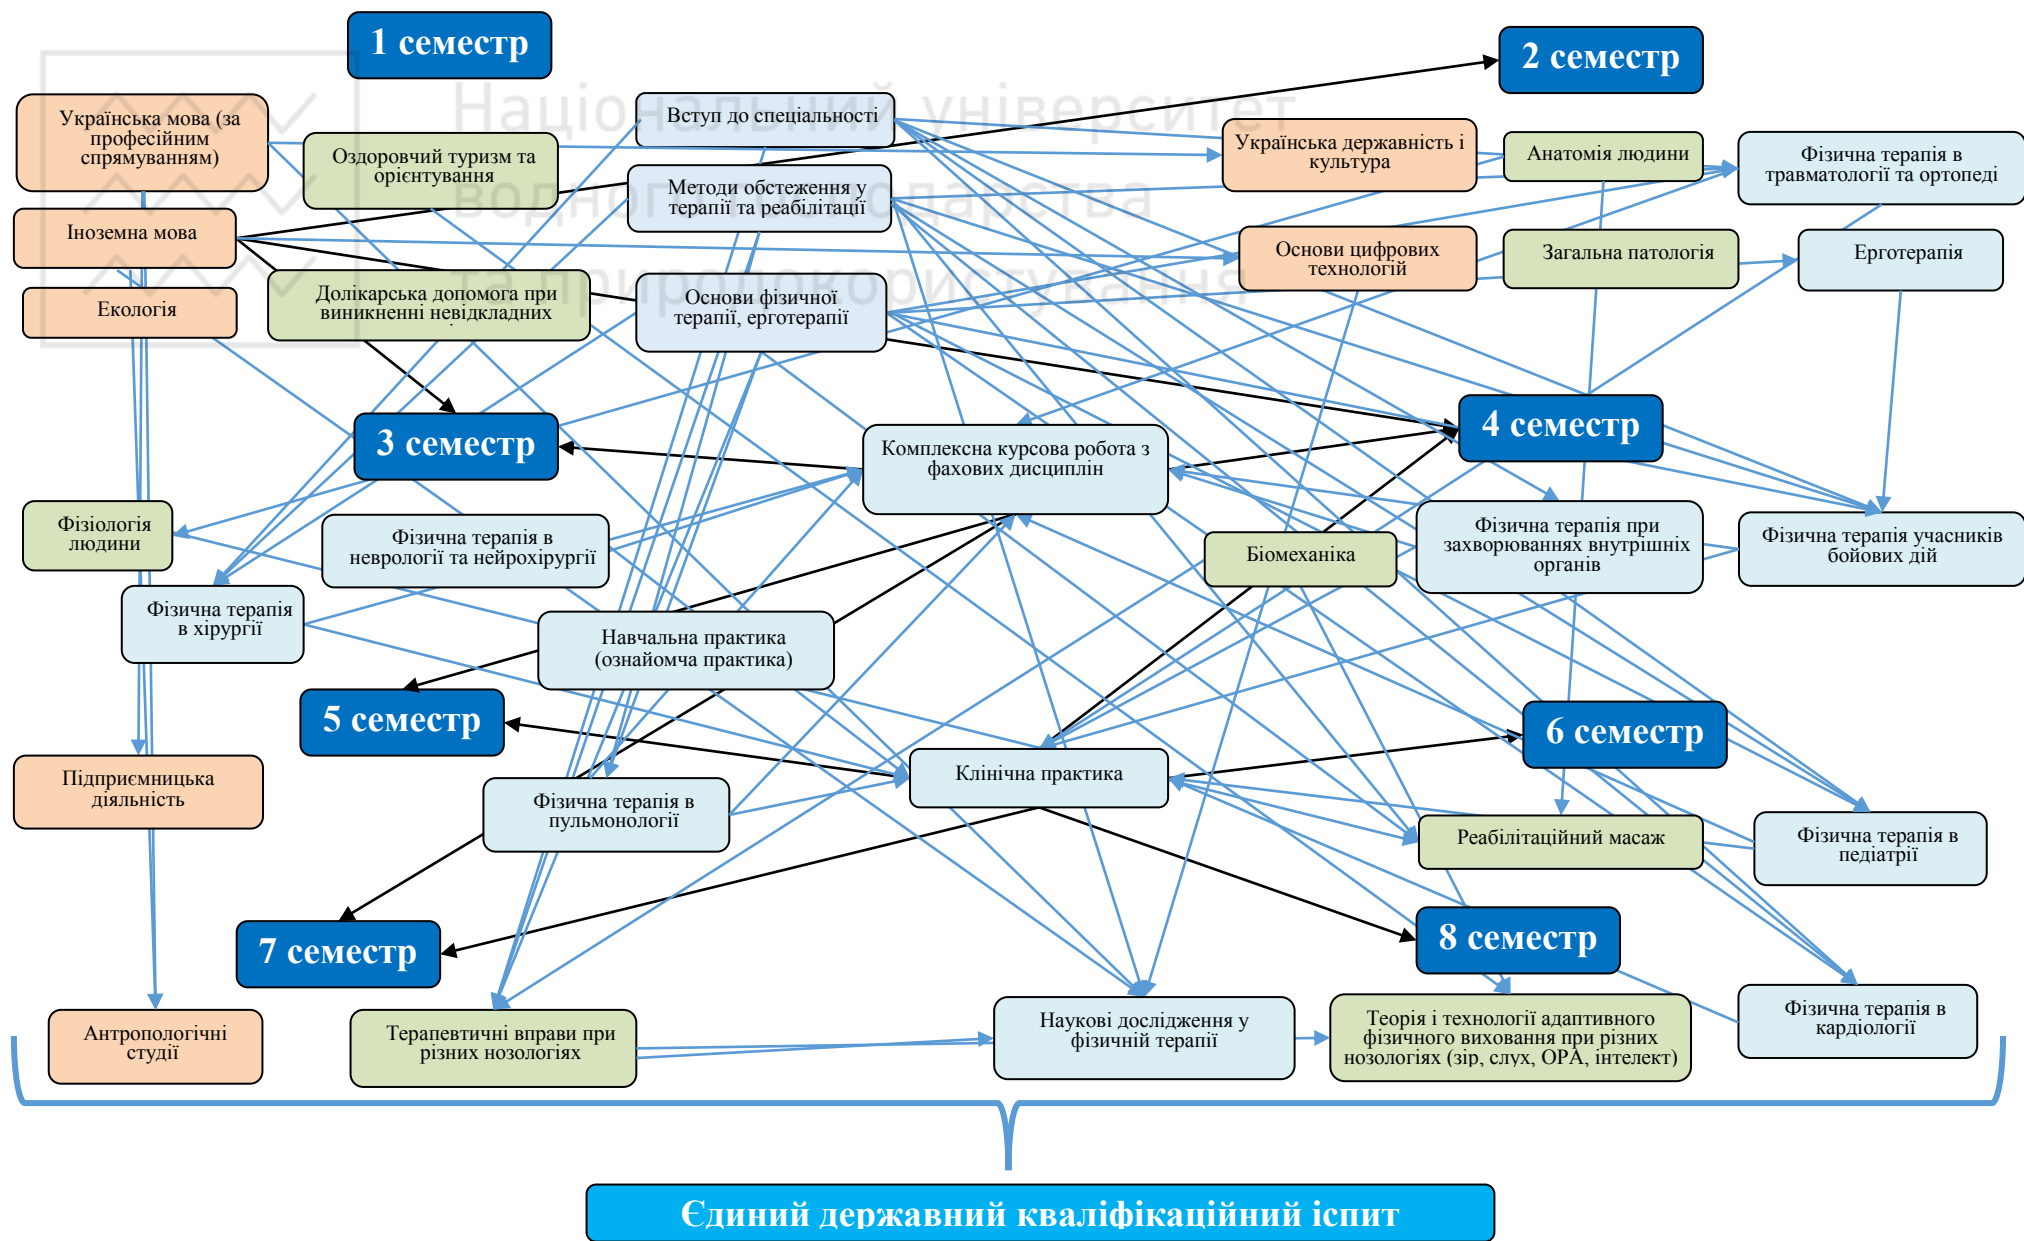 1 семестр
2 семестр
Національний університет
водного господарства
та природокористування
Українська мова (за
професійним
спрямуванням)
Оздоровчий туризм та
орієнтування
Вступ до спеціальності
Українська державність і
культура
Анатомія людини
Фізична терапія в
травматології та ортопеді
Методи обстеження у
терапії та реабілітації
Іноземна мова
Основи цифрових
технологій
Загальна патологія
Ерготерапія
Екологія
Долікарська допомога при
виникненні невідкладних
Основи фізичної
терапії, ерготерапії
3 семестр
4 семестр
Комплексна курсова робота з
фахових дисциплін
Фізіологія
людини
Фізична терапія в
неврології та нейрохірургії
Біомеханіка
Фізична терапія при
захворюваннях внутрішніх
органів
Фізична терапія учасників
бойових дій
Фізична терапія
в хірургії
Навчальна практика
(ознайомча практика)
5 семестр
6 семестр
Підприємницька
діяльність
Фізична терапія в
пульмонології
Клінічна практика
Реабілітаційний масаж
Фізична терапія в
педіатрії
7 семестр
8 семестр
Антропологічні
студії
Терапевтичні вправи при
різних нозологіях
Наукові дослідження у
фізичній терапії
Теорія і технології адаптивного
фізичного виховання при різних
нозологіях (зір, слух, ОРА, інтелект)
Фізична терапія в
кардіології
Єдиний державний кваліфікаційний іспит